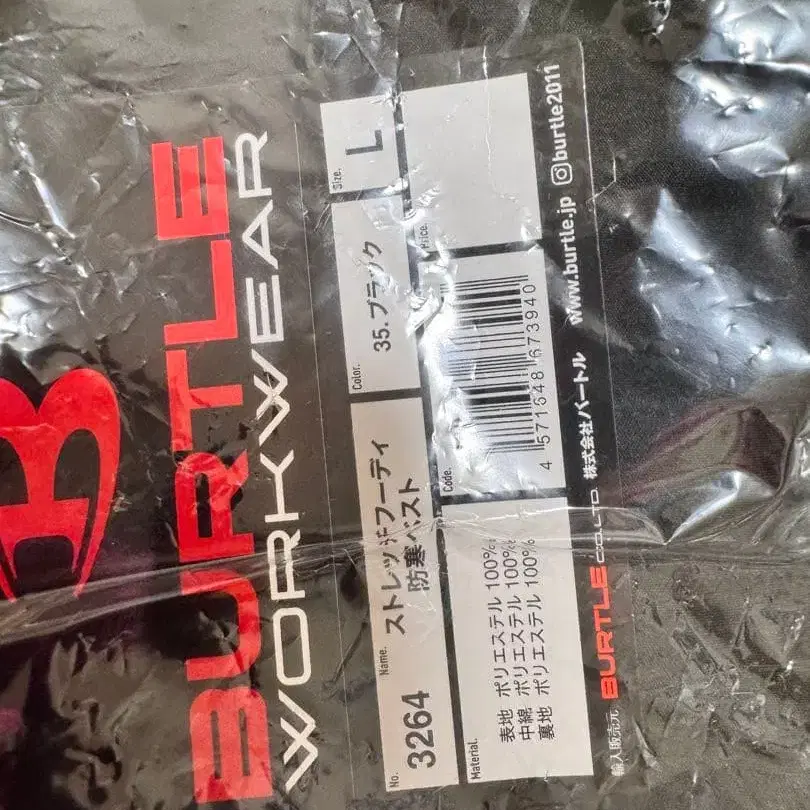 B
BURTLE
WORKWEAR
No.
3264
Name.
ストレッチフーディ
防寒ベスト
Color.
35. ブラック
Size.
L
Material.
表地 ポリエステル 100%
中綿 ポリエステル 100%
裏地 ポリエステル 100%
Code.
4 571648 673940
Price.
輸入販売元 BURTLE CO.,LTD. 株式会社バートル www.burtle.jp burtle2011